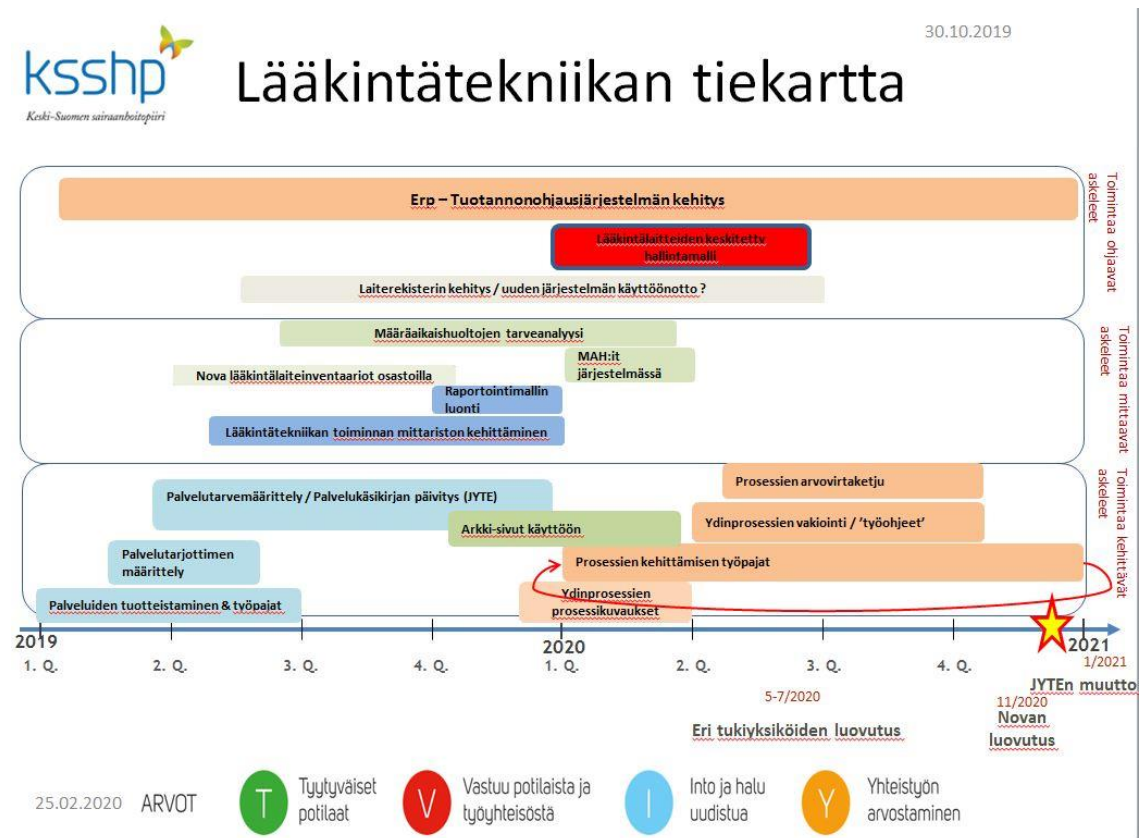 30.10.2019
ksshp
Keski-Suomen sairaanhoitopiiri
Lääkintätekniikan tiekartta
Toimintaa ohjaavat
askeleet
Erp – Tuotannonohjausjärjestelmän kehitys
Lääkintälaitteiden keskitetty
hallintamalli
Laiterekisterin kehitys / uuden järjestelmän käyttöönotto ?
Toimintaa mittaavat
askeleet
Määräaikaishuoltojen tarveanalyysi
MAH:it
järjestelmässä
Nova lääkintälaiteinventaariot osastoilla
Raportointimallin
luonti
Lääkintätekniikan toiminnan mittariston kehittäminen
Toimintaa kehittävät
askeleet
Prosessien arvovirtaketju
Palvelutarvemäärittely / Palvelukäsikirjan päivitys (JYTE)
Ydinprosessien vakiointi / 'työohjeet'
Arkki-sivut käyttöön
Palvelutarjottimen
määrittely
Prosessien kehittämisen työpajat
Palveluiden tuotteistaminen & työpajat
Ydinprosessien
prosessikuvaukset
2019
2020
2021
1. Q.
2. Q.
3. Q.
4. Q.
1. Q.
2. Q.
3. Q.
4. Q.
1/2021
JYTEn muutto
5-7/2020
Eri tukiyksiköiden luovutus
11/2020
Novan
luovutus
25.02.2020
ARVOT
T
Tyytyväiset
potilaat
V
Vastuu potilaista ja
työyhteisöstä
I
Into ja halu
uudistua
Y
Yhteistyön
arvostaminen